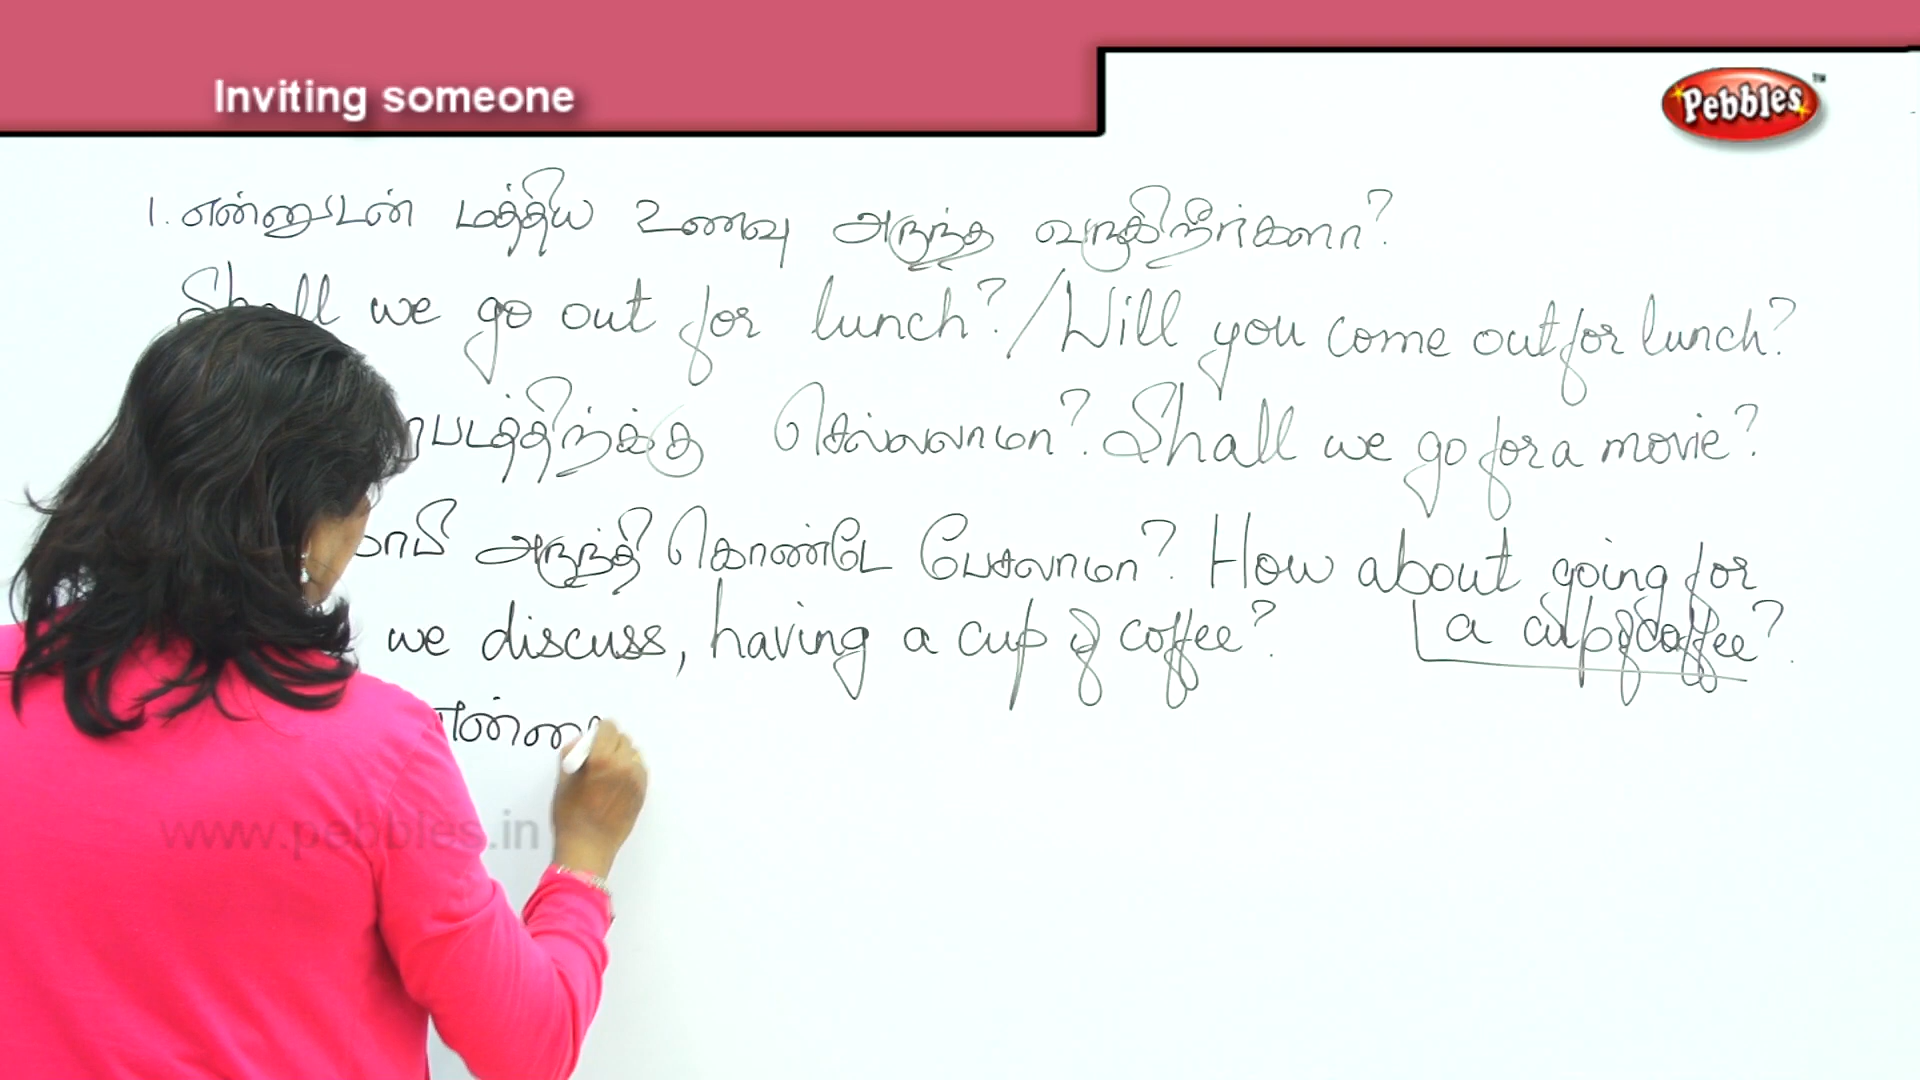 Inviting someone
Pebbles™
1. என்னுடன் மத்திய உணவு அருந்த வருகிறீர்களா?
Shall we go out for lunch? / Will you come out for lunch?
படத்திற்க்கு செல்லலாமா? Shall we go for a movie?
அருந்தி கொண்டே பேசலாமா? How about going for
we discuss, having a cup of coffee? a cup of coffee?
www.pebbles.in